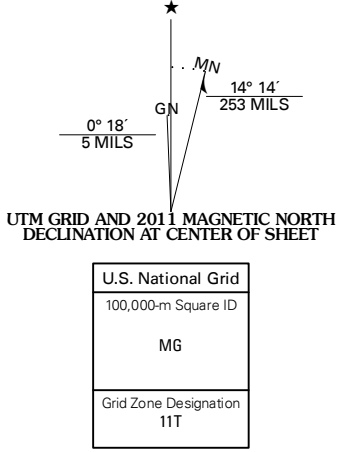 ★
MN
GN
14° 14´
253 MILS
0° 18´
5 MILS
UTM GRID AND 2011 MAGNETIC NORTH
DECLINATION AT CENTER OF SHEET
U.S. National Grid
100,000-m Square ID
MG
Grid Zone Designation
11T